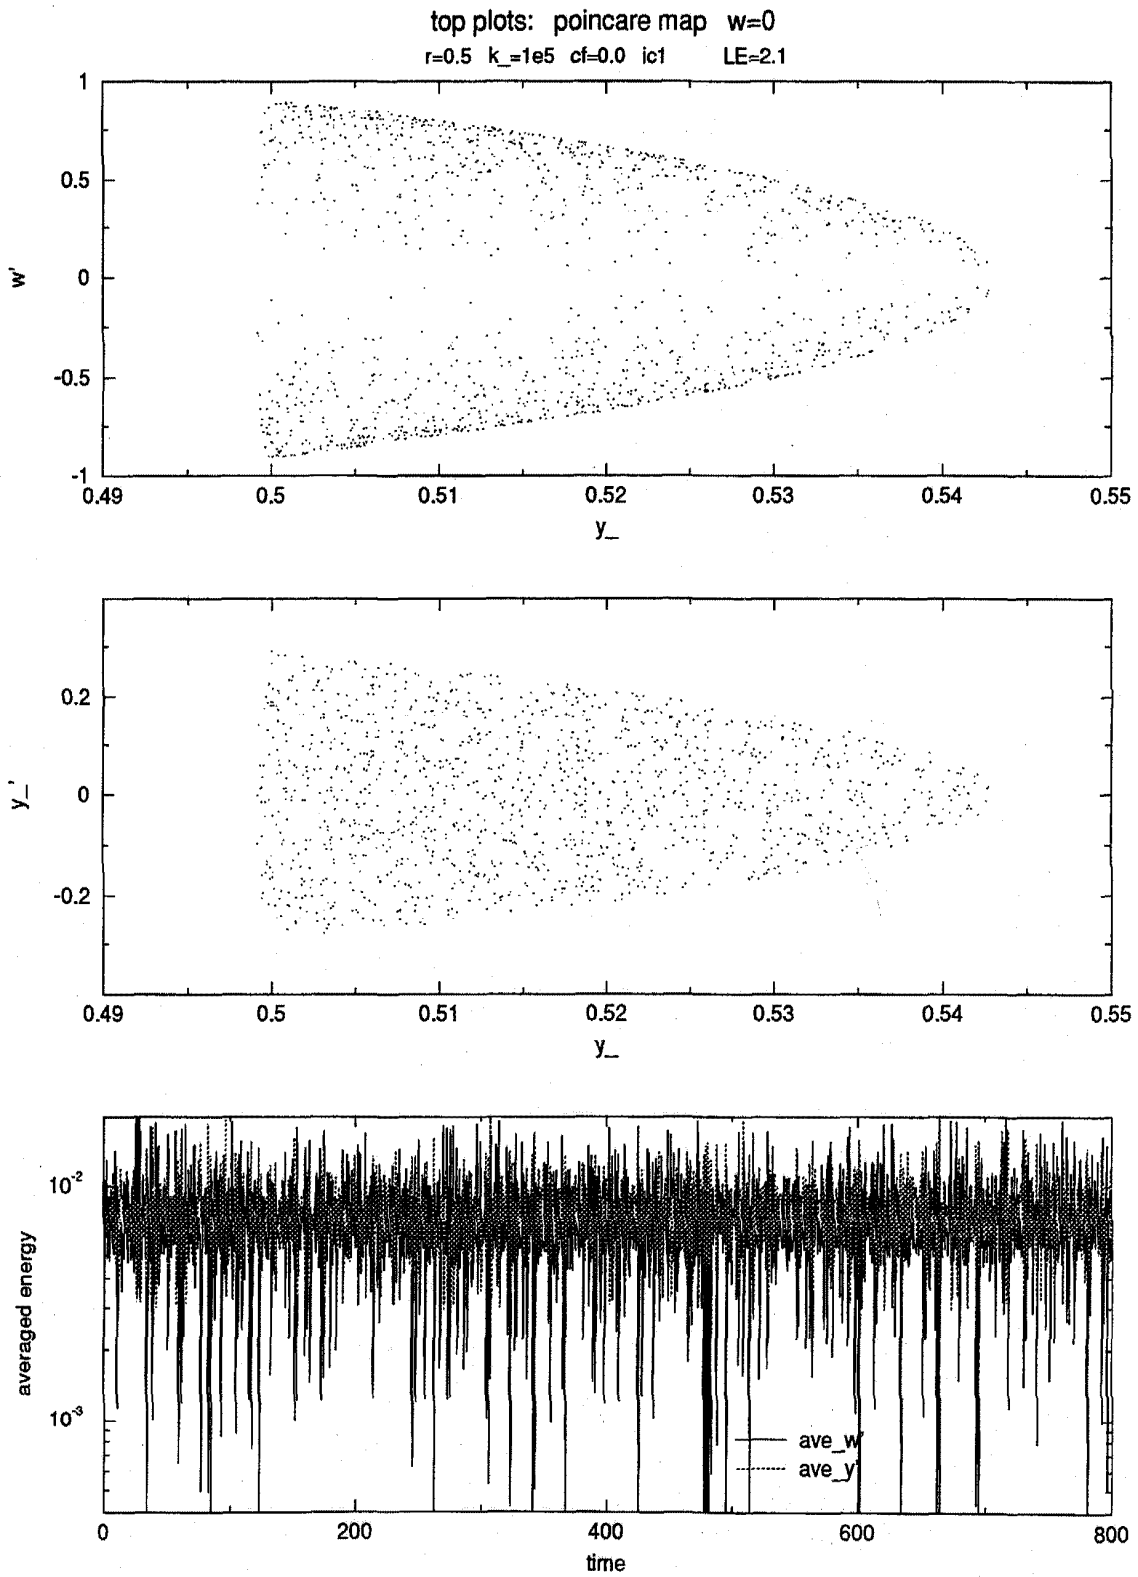 top plots: poincare map w=0
r=0.5 k_=1e5 cf=0.0 ic1 LE=2.1
1
0.5
0
-0.5
-1
w'
0.49 0.5 0.51 0.52 0.53 0.54 0.55
y_
0.2
0
-0.2
y_'
0.49 0.5 0.51 0.52 0.53 0.54 0.55
y_
10-2
10-3
averaged energy
ave_w'
ave_y'
0 200 400 600 800
time